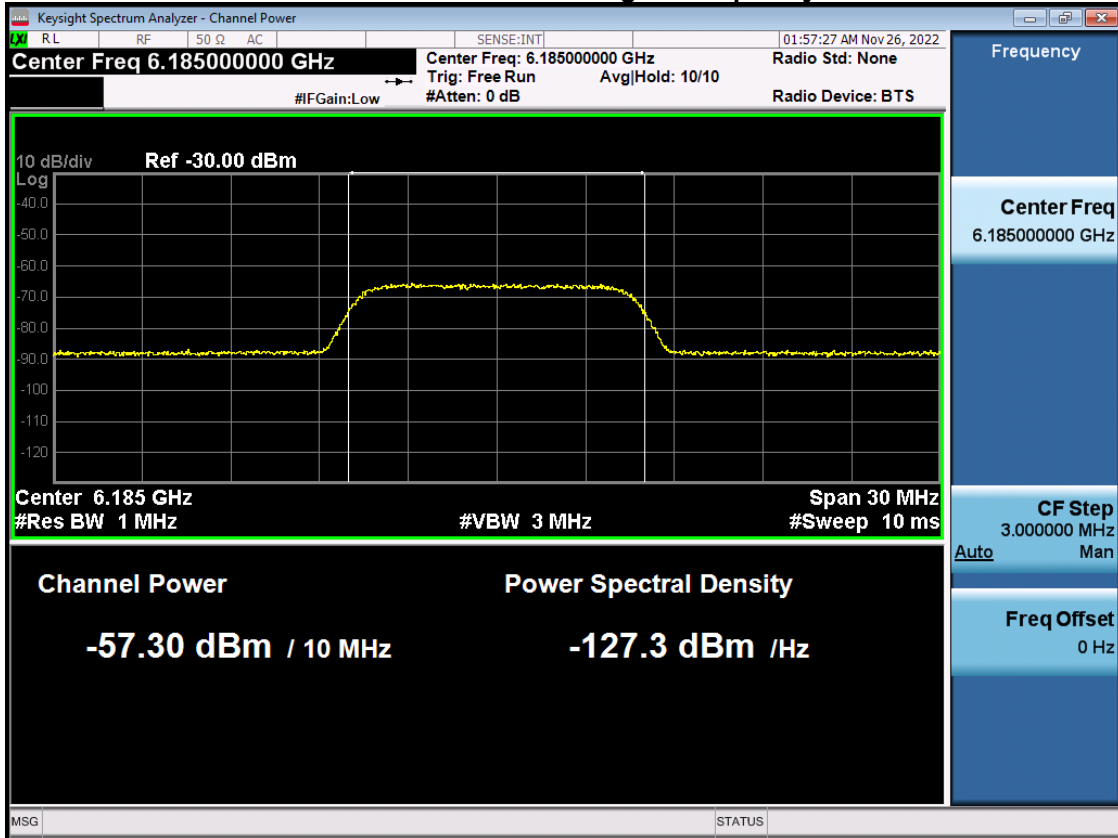 Keysight Spectrum Analyzer - Channel Power
LXI RL RF 50 Ω AC SENSE:INT 01:57:27 AM Nov 26, 2022
Center Freq 6.185000000 GHz
Center Freq: 6.185000000 GHz
Radio Std: None
Trig: Free Run Avg|Hold: 10/10
#IFGain:Low
#Atten: 0 dB
Radio Device: BTS
10 dB/div Ref -30.00 dBm
Log
-40.0
-50.0
-60.0
-70.0
-80.0
-90.0
-100
-110
-120
Center 6.185 GHz Span 30 MHz
#Res BW 1 MHz #VBW 3 MHz #Sweep 10 ms
Channel Power Power Spectral Density
-57.30 dBm / 10 MHz -127.3 dBm /Hz
Frequency
Center Freq
6.185000000 GHz
CF Step
3.000000 MHz
Auto Man
Freq Offset
0 Hz
MSG STATUS